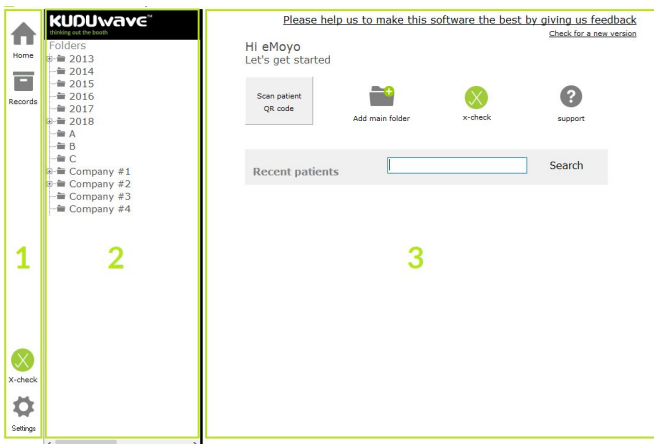 Home
Records
1
X-check
Settings
KUDUwave™
thinking out the booth
Folders
2013
2014
2015
2016
2017
2018
A
B
C
Company #1
Company #2
Company #3
Company #4
2
Please help us to make this software the best by giving us feedback
Check for a new version
Hi eMoyo
Let's get started
Scan patient
QR code
Add main folder
x-check
support
Recent patients
Search
3